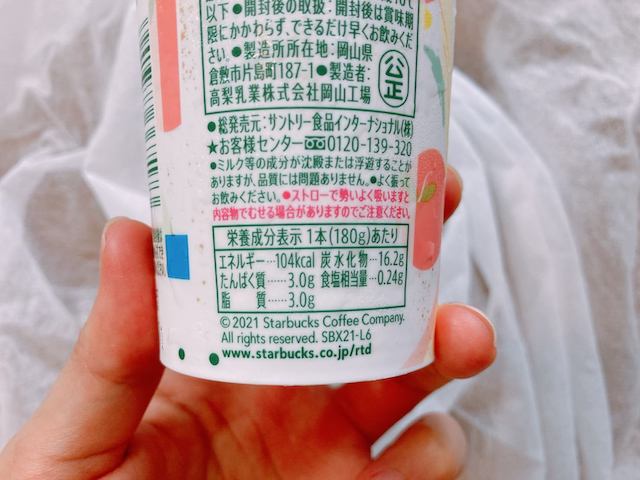 以下●開封後の取扱:開封後は賞味期
限にかかわらず、できるだけ早くお飲みくだ
さい。●製造所所在地:岡山県
倉敷市片島町187-1●製造者:
高梨乳業株式会社岡山工場
公正
●総発売元:サントリー食品インターナショナル(株)
★お客様センター 0120-139-320
●ミルク等の成分が沈殿または浮遊することが
ありますが、品質には問題ありません。●よく振って
お飲みください。●ストローで勢いよく吸いますと
内容物でむせる場合がありますのでご注意ください。
栄養成分表示 1本(180g)あたり
エネルギー…104kcal 炭水化物…16.2g
たんぱく質……3.0g 食塩相当量…0.24g
脂　質……3.0g
© 2021 Starbucks Coffee Company.
All rights reserved. SBX21-L6
www.starbucks.co.jp/rtd